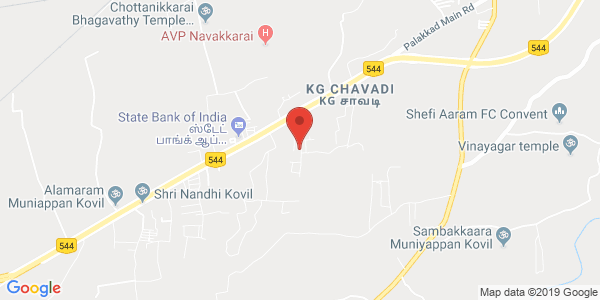 Chottanikkarai
Bhagavathy Temple...
AVP Navakkarai
H
Palakkad Main Rd
544
544
KG CHAVADI
KG சாவடி
State Bank of India
ஸ்டேட்
பாங்க் ஆப்...
544
Shefi Aaram FC Convent
Vinayagar temple
Alamaram
Muniappan Kovil
Shri Nandhi Kovil
Sambakkaara
Muniyappan Kovil
544
Google
Map data ©2019 Google